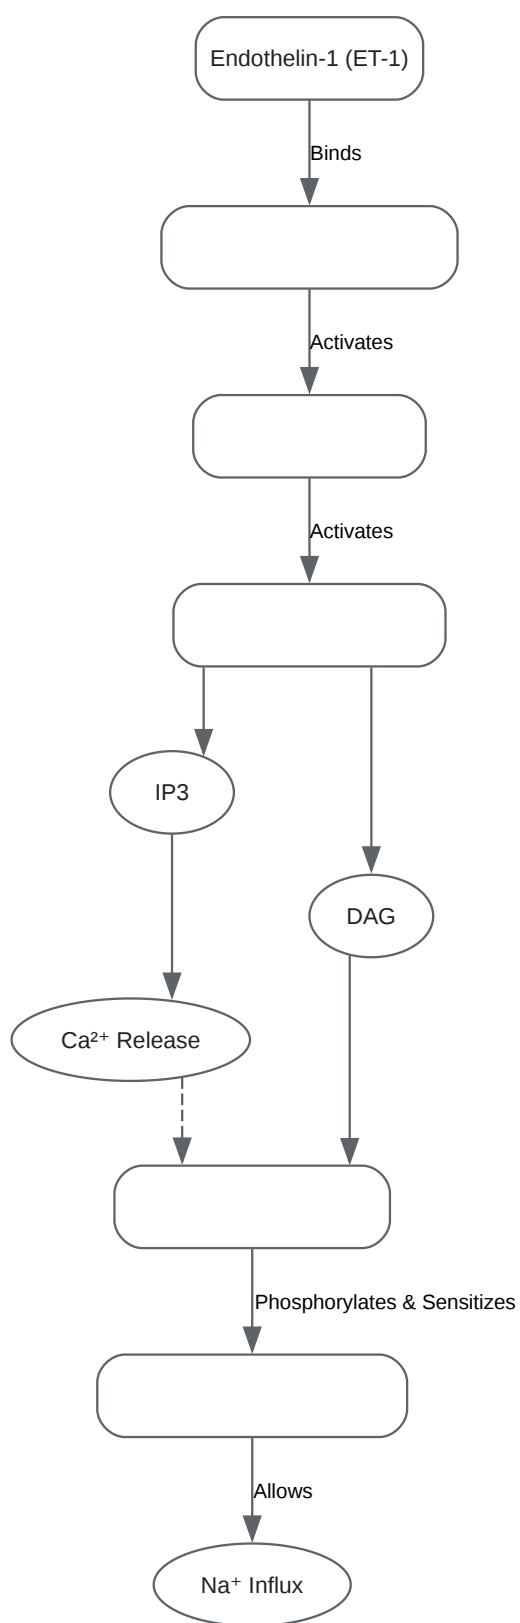 Endothelin-1 (ET-1)
Binds
Activates
Activates
IP3
DAG
Ca²⁺ Release
Phosphorylates & Sensitizes
Allows
Na⁺ Influx